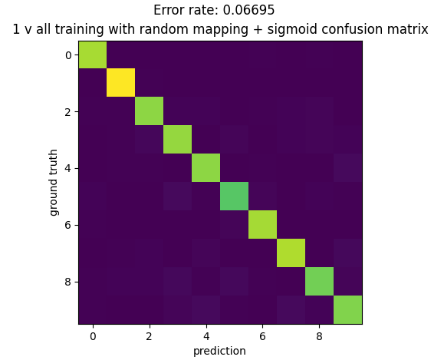 Error rate: 0.06695
1 v all training with random mapping + sigmoid confusion matrix
0
2
4
6
8
ground truth
0 2 4 6 8
prediction